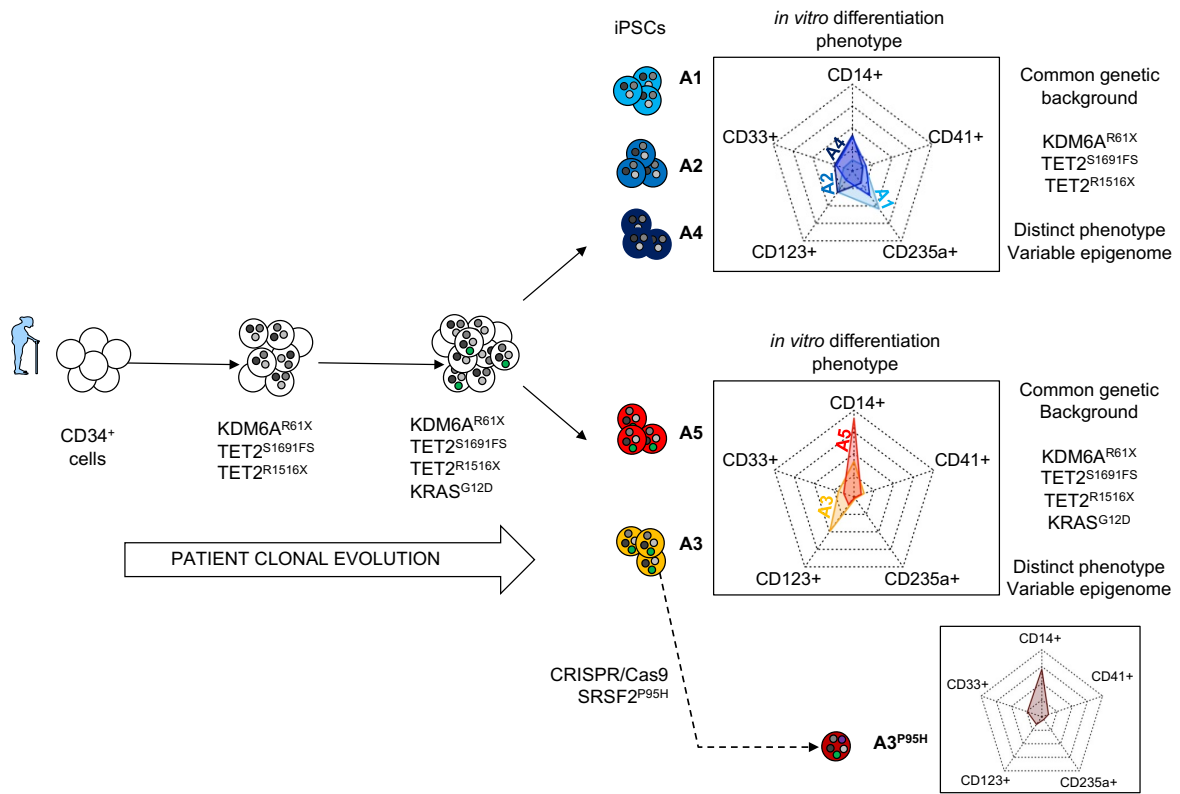 iPSCs
in vitro differentiation
phenotype
A1
A2
A4
CD14+
CD33+
CD41+
CD123+
CD235a+
A4
A2
A1
Common genetic
background
KDM6A^R61X
TET2^S1691FS
TET2^R1516X
Distinct phenotype
Variable epigenome
CD34+
cells
KDM6A^R61X
TET2^S1691FS
TET2^R1516X
KDM6A^R61X
TET2^S1691FS
TET2^R1516X
KRAS^G12D
PATIENT CLONAL EVOLUTION
in vitro differentiation
phenotype
A5
A3
CD14+
CD33+
CD41+
CD123+
CD235a+
A5
A3
Common genetic
Background
KDM6A^R61X
TET2^S1691FS
TET2^R1516X
KRAS^G12D
Distinct phenotype
Variable epigenome
CRISPR/Cas9
SRSF2^P95H
A3^P95H
CD14+
CD33+
CD41+
CD123+
CD235a+